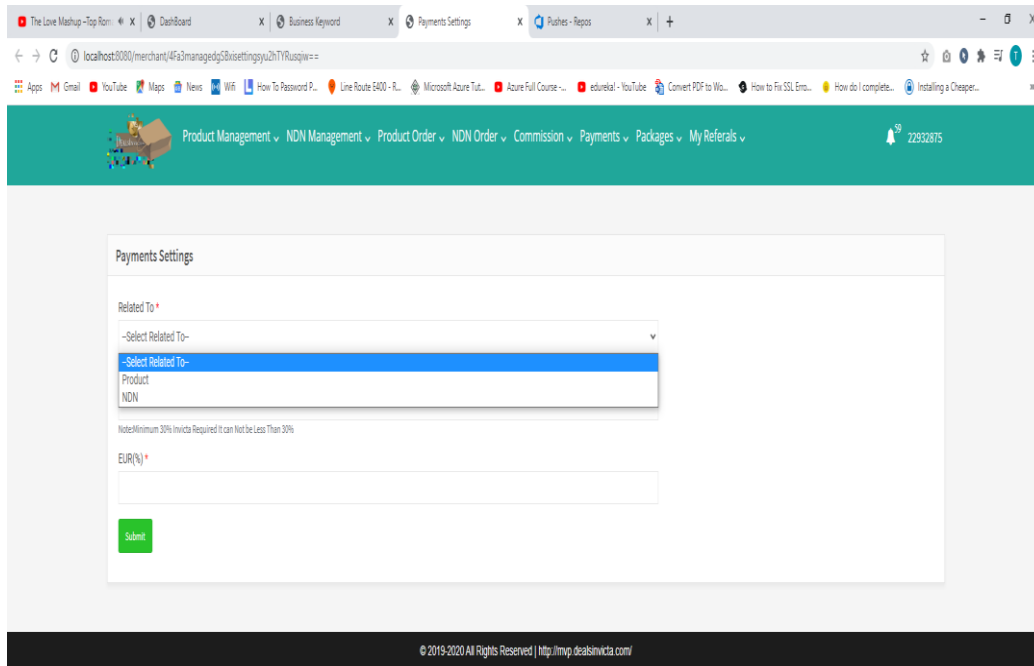 The Love Mashup –Top Rom
DashBoard
Business Keyword
Payments Settings
Pushes - Repos
localhost:8080/merchant/4Fa3managedgSBxisettingsyu2hTYRusqiw==
Apps Gmail YouTube Maps News Wifi How To Password P... Line Route E400 - R... Microsoft Azure Tut... Azure Full Course -... edureka! - YouTube Convert PDF to Wo... How to Fix SSL Erro... How do I complete... Installing a Cheaper...
Product Management NDN Management Product Order NDN Order Commission Payments Packages My Referals
59
22932875
Payments Settings
Related To *
--Select Related To--
--Select Related To--
Product
NDN
Note:Minimum 30% Invicta Required It can Not be Less Than 30%
EUR(%) *
Submit
© 2019-2020 All Rights Reserved | http://mvp.dealsinvicta.com/